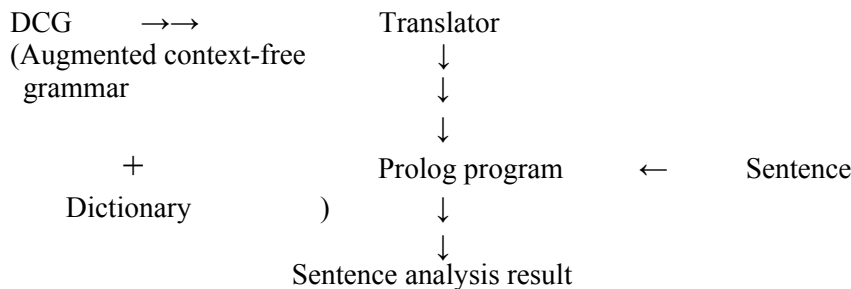 DCG →→ Translator
(Augmented context-free ↓
grammar ↓
↓
+ Prolog program ← Sentence
Dictionary ) ↓
↓
Sentence analysis result